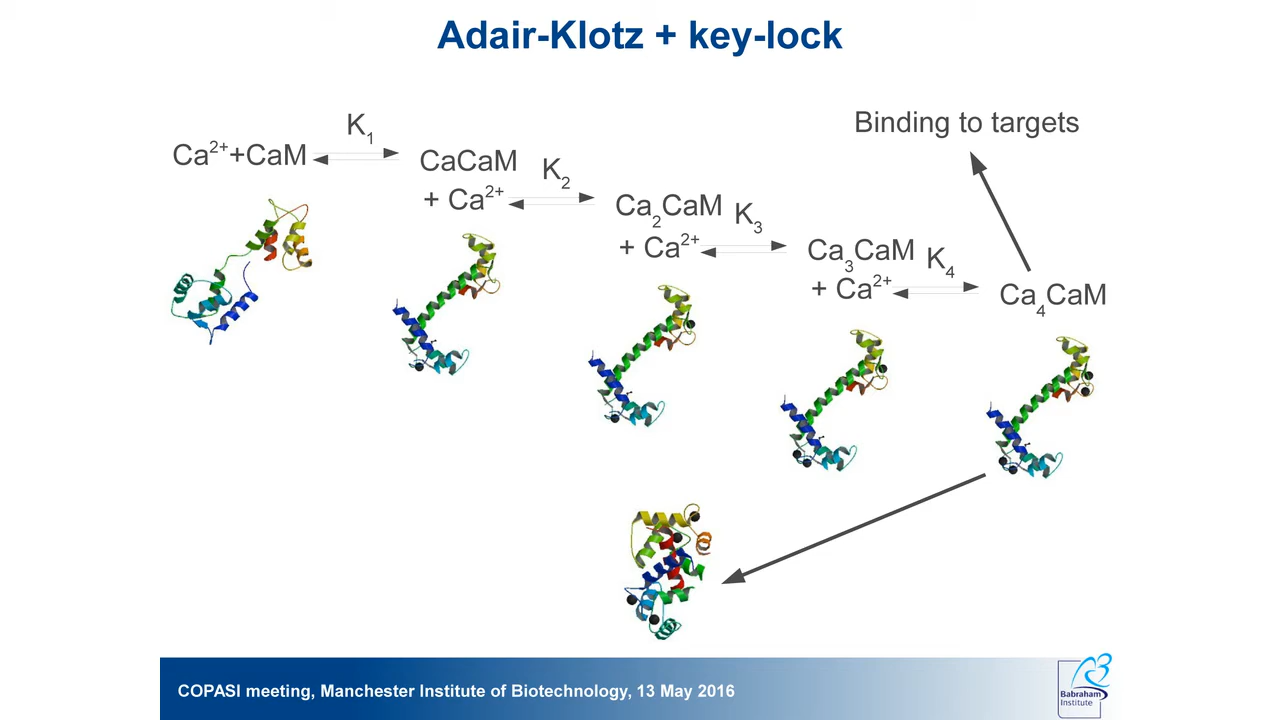 Adair-Klotz + key-lock
Binding to targets
K₁
Ca²⁺+CaM
CaCaM
+ Ca²⁺
K₂
Ca₂CaM
+ Ca²⁺
K₃
Ca₃CaM
+ Ca²⁺
K₄
Ca₄CaM
COPASI meeting, Manchester Institute of Biotechnology, 13 May 2016
Babraham
Institute